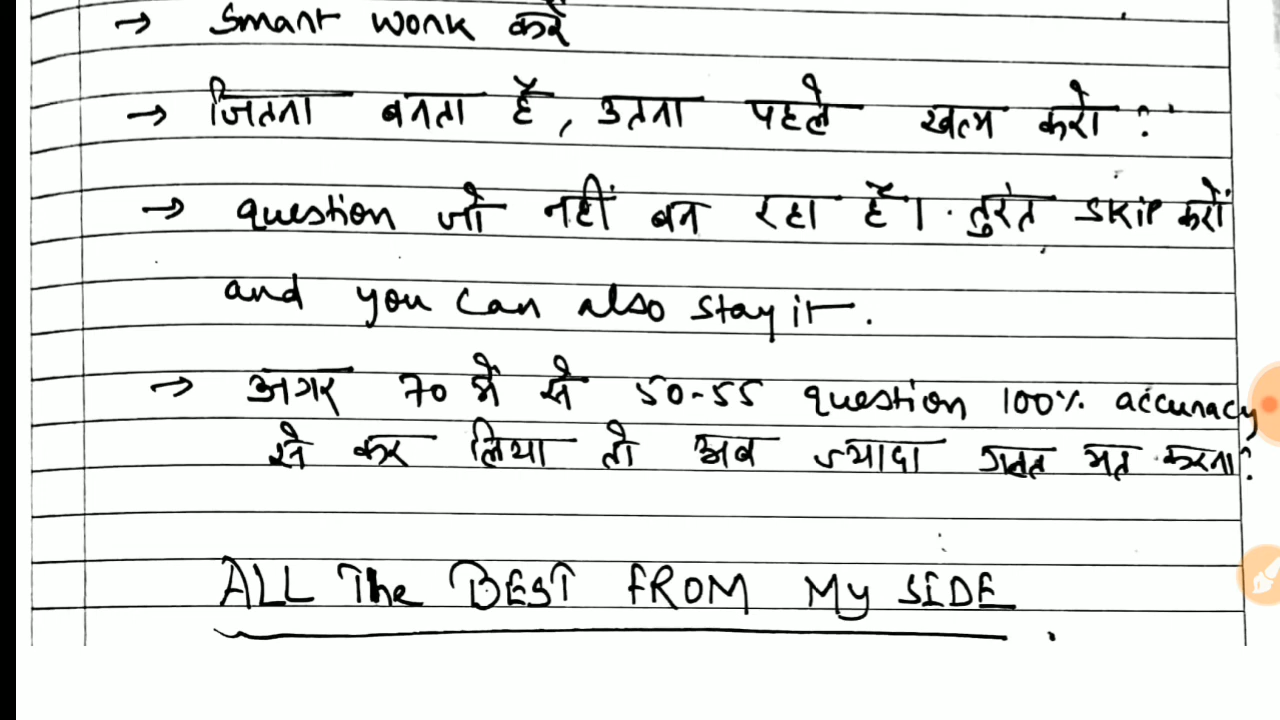 → Smart work करें
→ जितना बनता है, उतना पहले खत्म करो :
→ question जो नहीं बन रहा है। तुरंत skip करों
and you can also stay it.
→ अगर 70 में से 50-55 question 100% accuracy
से कर लिया तो अब ज्यादा गलत मत करना :
ALL The BEST FROM My SIDE